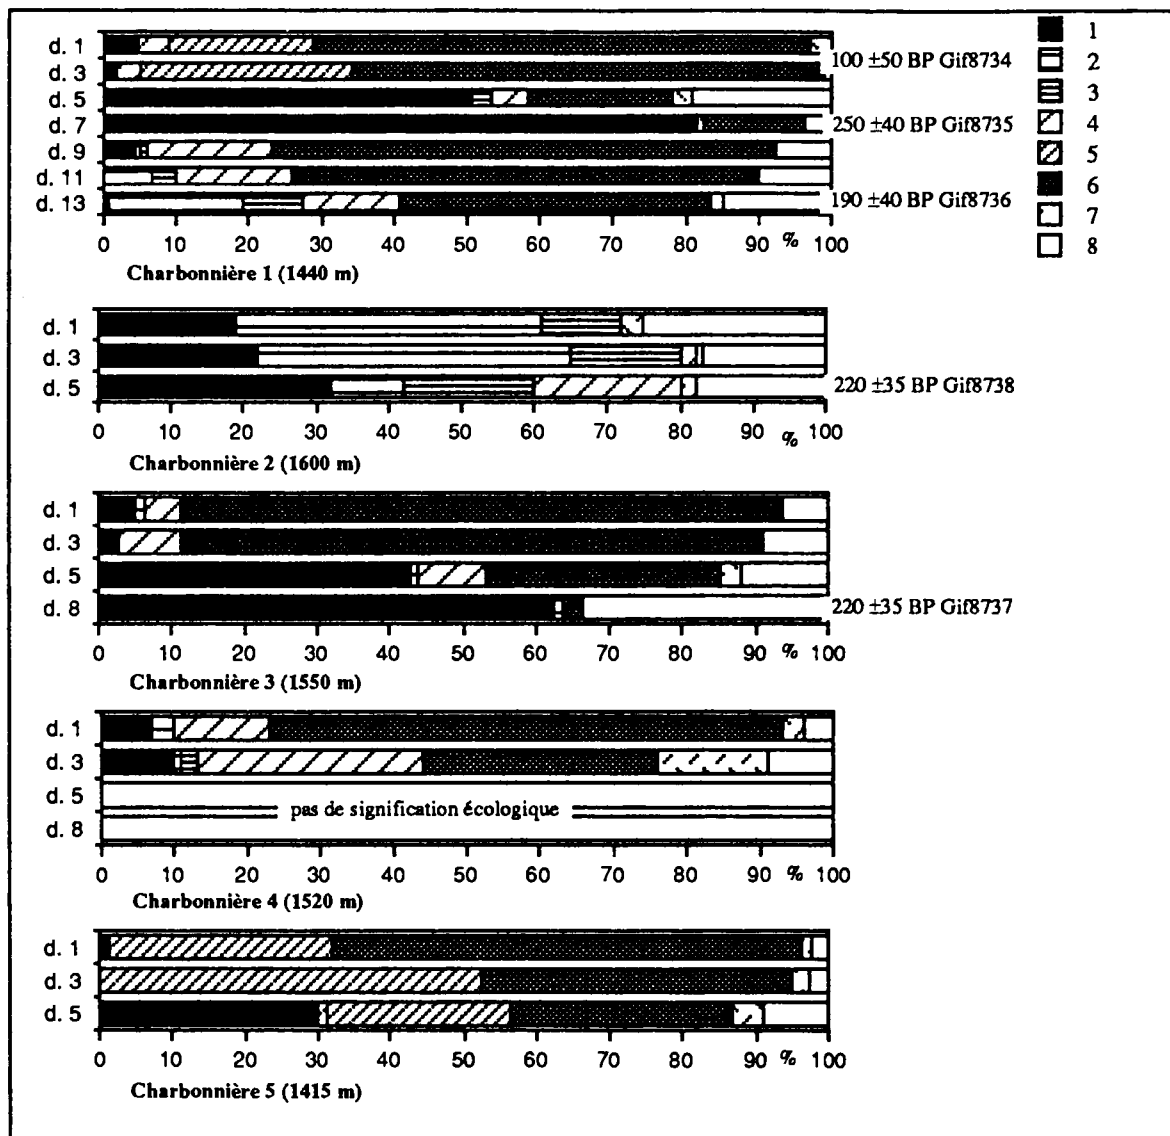 d. 1
d. 3
100 ±50 BP Gif8734
d. 5
d. 7
250 ±40 BP Gif8735
d. 9
d. 11
d. 13
190 ±40 BP Gif8736
0 10 20 30 40 50 60 70 80 90 % 100
Charbonnière 1 (1440 m)
1
2
3
4
5
6
7
8
d. 1
d. 3
d. 5
220 ±35 BP Gif8738
0 10 20 30 40 50 60 70 80 90 % 100
Charbonnière 2 (1600 m)
d. 1
d. 3
d. 5
d. 8
220 ±35 BP Gif8737
0 10 20 30 40 50 60 70 80 90 % 100
Charbonnière 3 (1550 m)
d. 1
d. 3
d. 5
pas de signification écologique
d. 8
0 10 20 30 40 50 60 70 80 90 % 100
Charbonnière 4 (1520 m)
d. 1
d. 3
d. 5
0 10 20 30 40 50 60 70 80 90 % 100
Charbonnière 5 (1415 m)